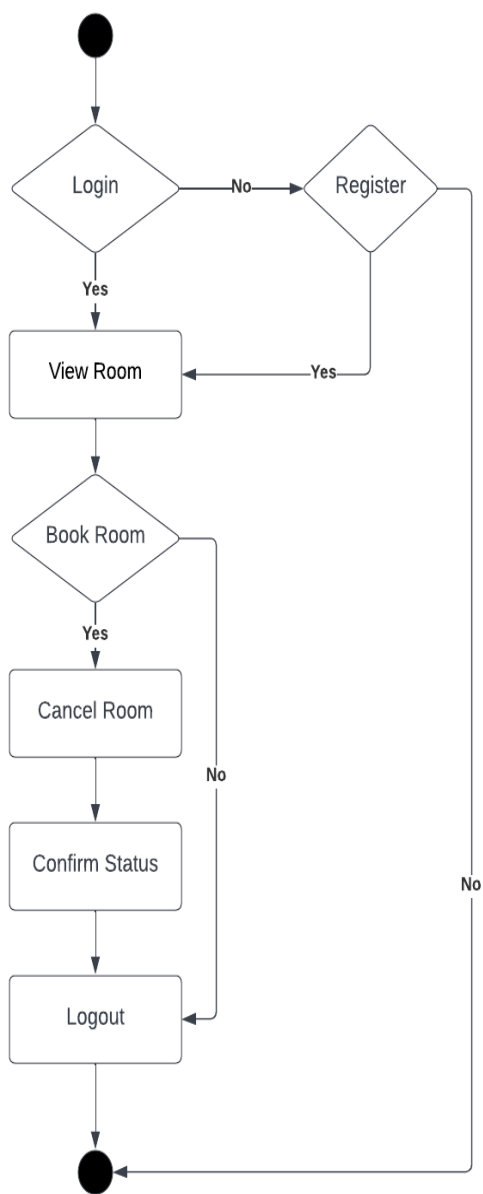 Login
No
Register
Yes
View Room
Yes
Book Room
Yes
Cancel Room
No
Confirm Status
No
Logout